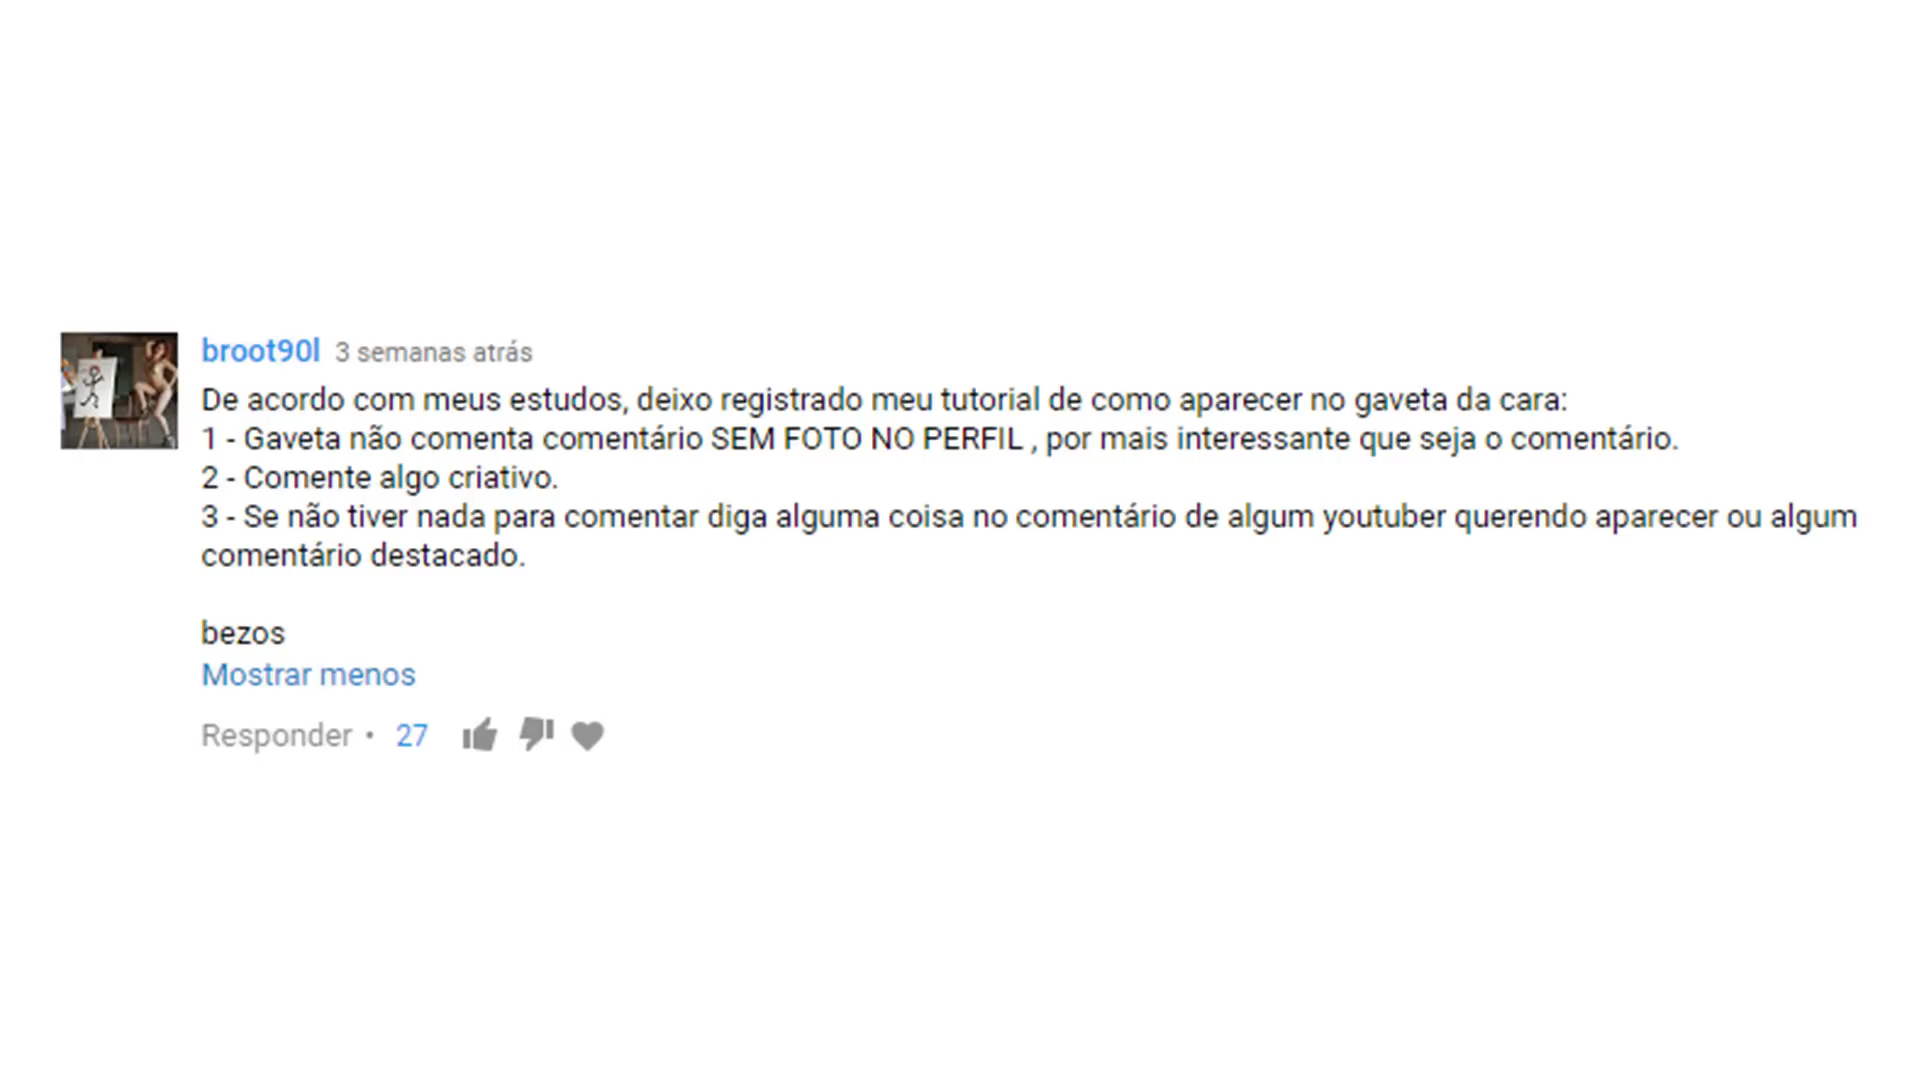 broot90l 3 semanas atrás
De acordo com meus estudos, deixo registrado meu tutorial de como aparecer no gaveta da cara:
1 - Gaveta não comenta comentário SEM FOTO NO PERFIL , por mais interessante que seja o comentário.
2 - Comente algo criativo.
3 - Se não tiver nada para comentar diga alguma coisa no comentário de algum youtuber querendo aparecer ou algum
comentário destacado.
bezos
Mostrar menos
Responder • 27